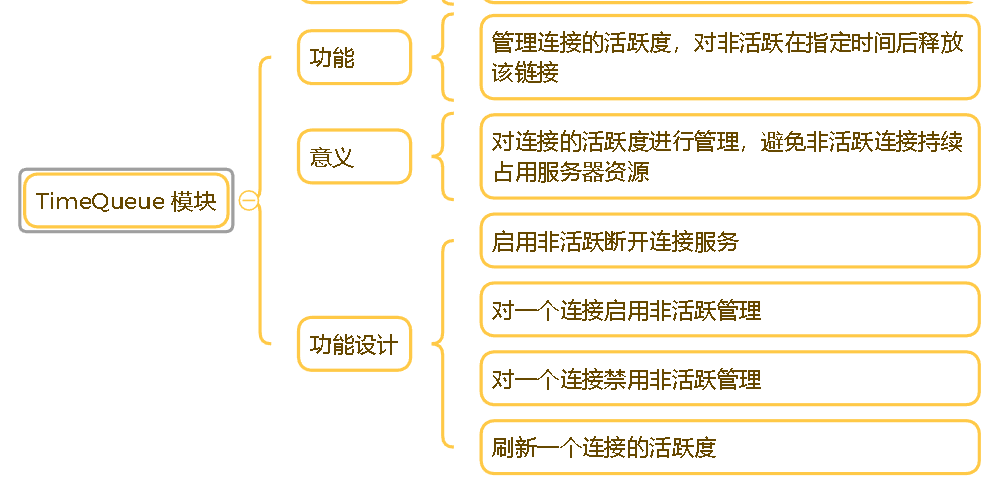 TimeQueue 模块
功能
管理连接的活跃度，对非活跃在指定时间后释放
该链接
意义
对连接的活跃度进行管理，避免非活跃连接持续
占用服务器资源
功能设计
启用非活跃断开连接服务
对一个连接启用非活跃管理
对一个连接禁用非活跃管理
刷新一个连接的活跃度